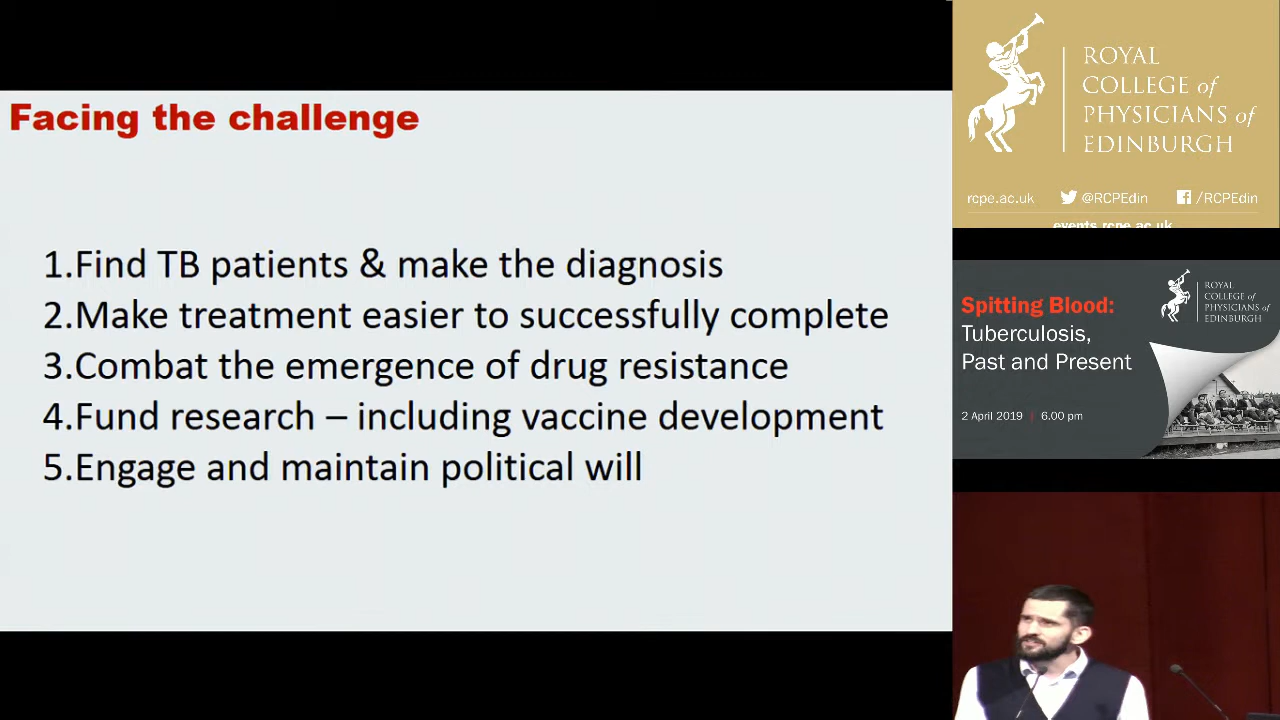 Facing the challenge
1.Find TB patients & make the diagnosis
2.Make treatment easier to successfully complete
3.Combat the emergence of drug resistance
4.Fund research – including vaccine development
5.Engage and maintain political will
ROYAL
COLLEGE of
PHYSICIANS of
EDINBURGH
rcpe.ac.uk @RCPEdin /RCPEdin
events.rcpe.ac.uk
Spitting Blood:
Tuberculosis,
Past and Present
2 April 2019 | 6.00 pm
ROYAL
COLLEGE of
PHYSICIANS of
EDINBURGH